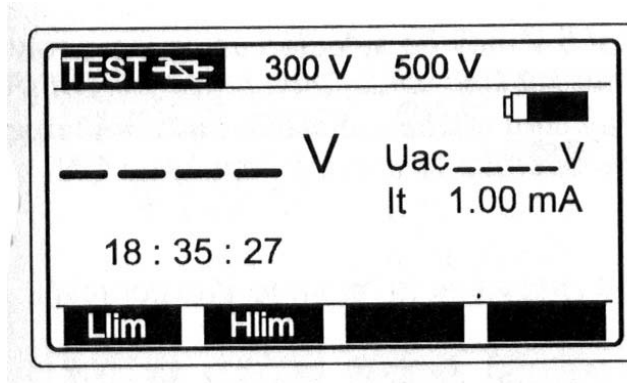 TEST 300 V 500 V
_ _ _ _ V
Uac_ _ _ _V
It 1.00 mA
18 : 35 : 27
Llim Hlim